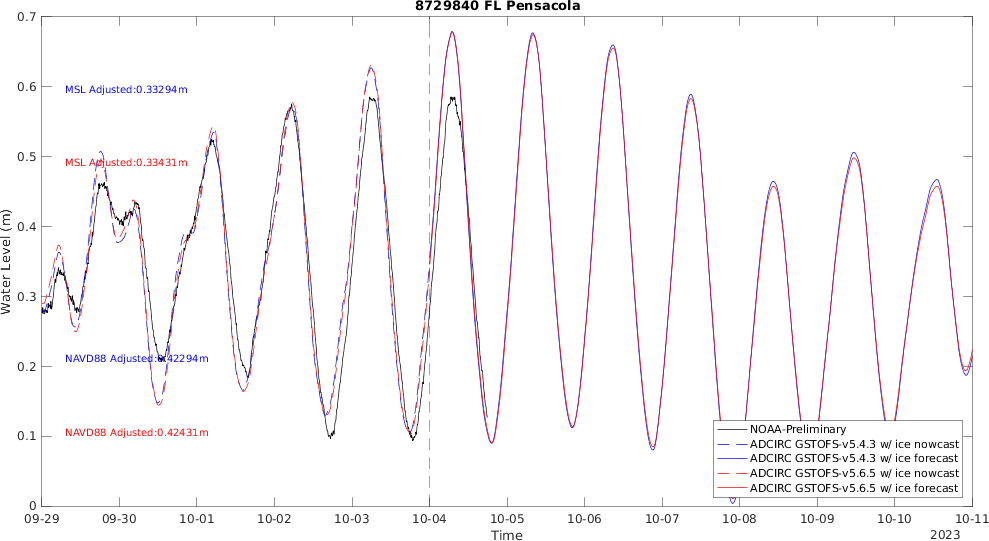 8729840 FL Pensacola
0.7
0.6
0.5
0.4
0.3
0.2
0.1
0
Water Level (m)
MSL Adjusted:0.33294m
MSL Adjusted:0.33431m
NAVD88 Adjusted:0.42294m
NAVD88 Adjusted:0.42431m
NOAA-Preliminary
ADCIRC GSTOFS-v5.4.3 w/ ice nowcast
ADCIRC GSTOFS-v5.4.3 w/ ice forecast
ADCIRC GSTOFS-v5.6.5 w/ ice nowcast
ADCIRC GSTOFS-v5.6.5 w/ ice forecast
09-29 09-30 10-01 10-02 10-03 10-04 10-05 10-06 10-07 10-08 10-09 10-10 10-11
Time
2023